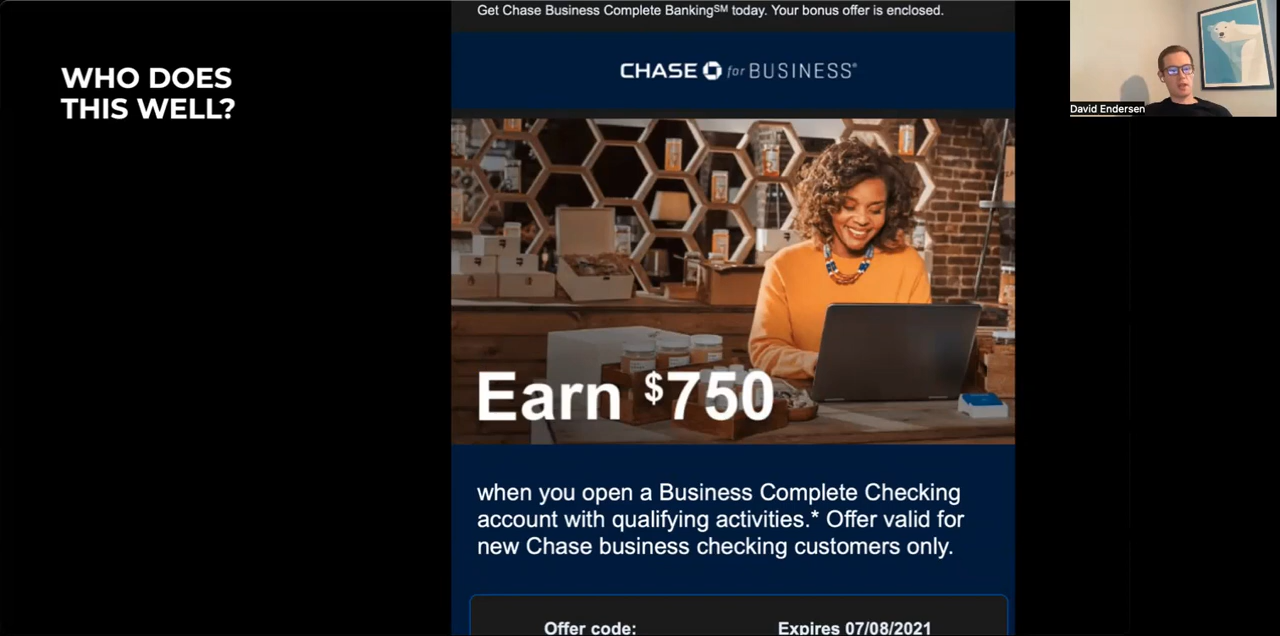 Get Chase Business Complete Banking℠ today. Your bonus offer is enclosed.
WHO DOES
THIS WELL?
CHASE for BUSINESS®
David Endersen
Earn $750
when you open a Business Complete Checking
account with qualifying activities.* Offer valid for
new Chase business checking customers only.
Offer code:
Expires 07/08/2021